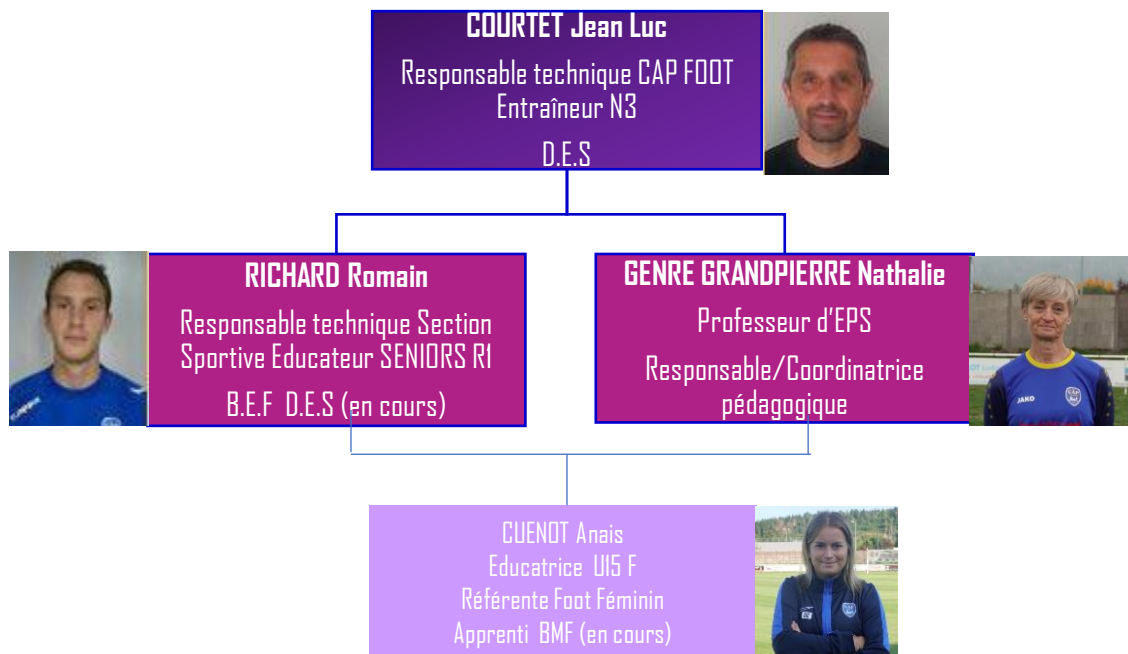 COURTET Jean Luc
Responsable technique CAP FOOT
Entraîneur N3
D.E.S
RICHARD Romain
Responsable technique Section
Sportive Educateur SENIORS R1
B.E.F D.E.S (en cours)
GENRE GRANDPIERRE Nathalie
Professeur d'EPS
Responsable/Coordinatrice
pédagogique
JAKO
CAP
CUENOT Anais
Educatrice U15 F
Référente Foot Féminin
Apprenti BMF (en cours)